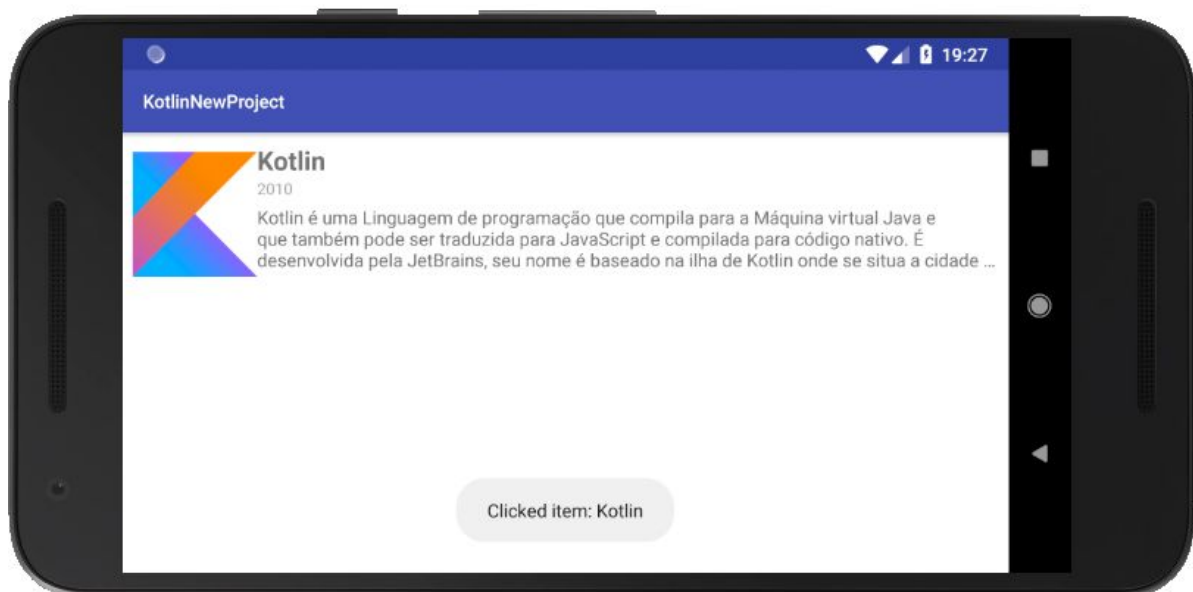 19:27
KotlinNewProject
Kotlin
2010
Kotlin é uma Linguagem de programação que compila para a Máquina virtual Java e
que também pode ser traduzida para JavaScript e compilada para código nativo. É
desenvolvida pela JetBrains, seu nome é baseado na ilha de Kotlin onde se situa a cidade ...
Clicked item: Kotlin